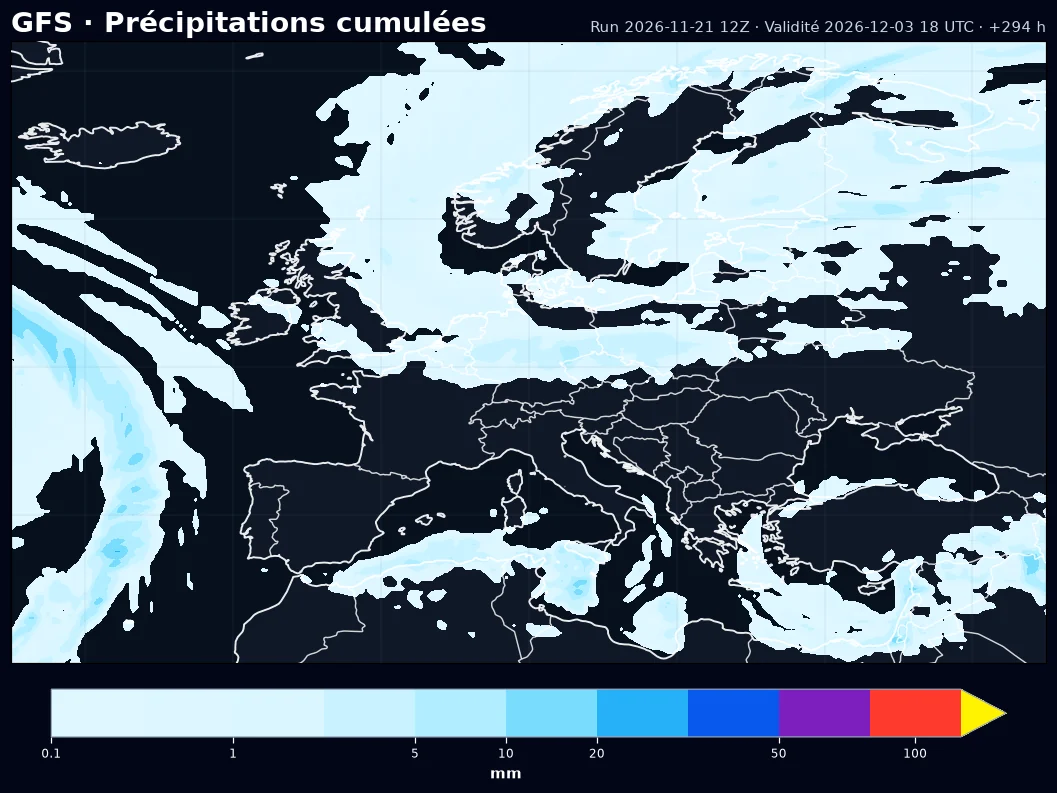 GFS · Précipitations cumulées
Run 2026-11-21 12Z · Validité 2026-12-03 18 UTC · +294 h
0.1 1 5 10 20 50 100
mm